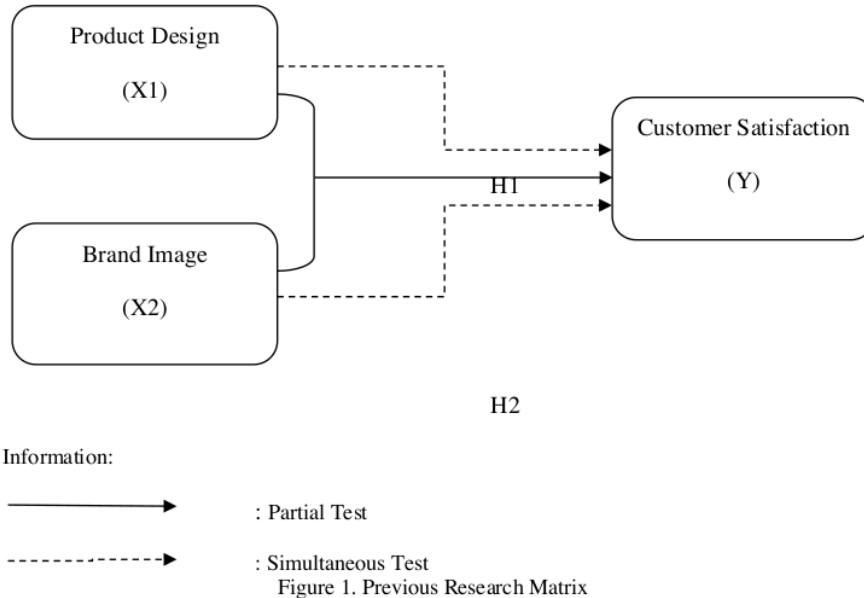 Product Design
(X1)
Customer Satisfaction
(Y)
H1
Brand Image
(X2)
H2
Information:
: Partial Test
: Simultaneous Test
Figure 1. Previous Research Matrix